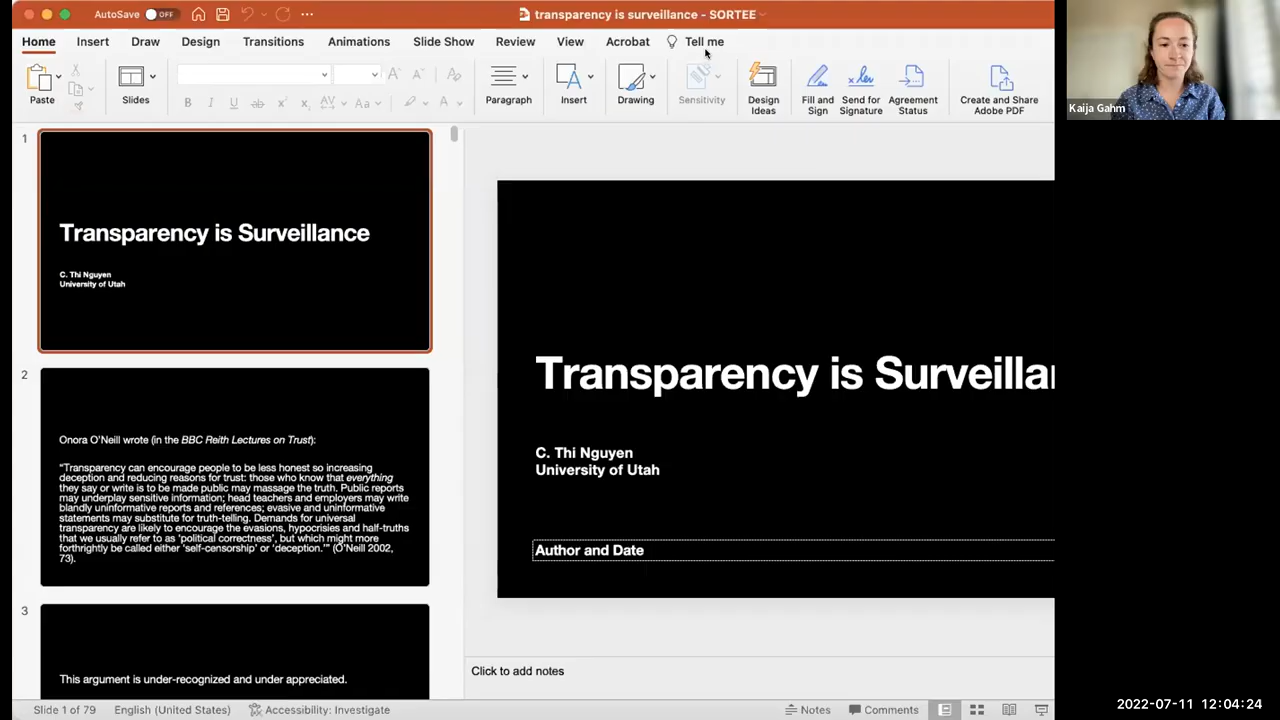 AutoSave OFF
transparency is surveillance - SORTEE
Home Insert Draw Design Transitions Animations Slide Show Review View Acrobat Tell me
Paste
Slides
B I U ab x² x₂ AV Aa A
Paragraph
Insert
Drawing
Sensitivity
Design
Ideas
Fill and
Sign
Send for
Signature
Agreement
Status
Create and Share
Adobe PDF
Kaija Gahm
1
Transparency is Surveillance
C. Thi Nguyen
University of Utah
2
Onora O'Neill wrote (in the BBC Reith Lectures on Trust):
“Transparency can encourage people to be less honest so increasing
deception and reducing reasons for trust: those who know that everything
they say or write is to be made public may massage the truth. Public reports
may underplay sensitive information; head teachers and employers may write
blandly uninformative reports and references; evasive and uninformative
statements may substitute for truth-telling. Demands for universal
transparency are likely to encourage the evasions, hypocrisies and half-truths
that we usually refer to as ‘political correctness’, but which might more
forthrightly be called either ‘self-censorship’ or ‘deception.’” (O'Neill 2002,
73).
3
This argument is under-recognized and under appreciated.
Transparency is Surveilla
C. Thi Nguyen
University of Utah
Author and Date
Click to add notes
Slide 1 of 79 English (United States) Accessibility: Investigate
Notes Comments
2022-07-11 12:04:24